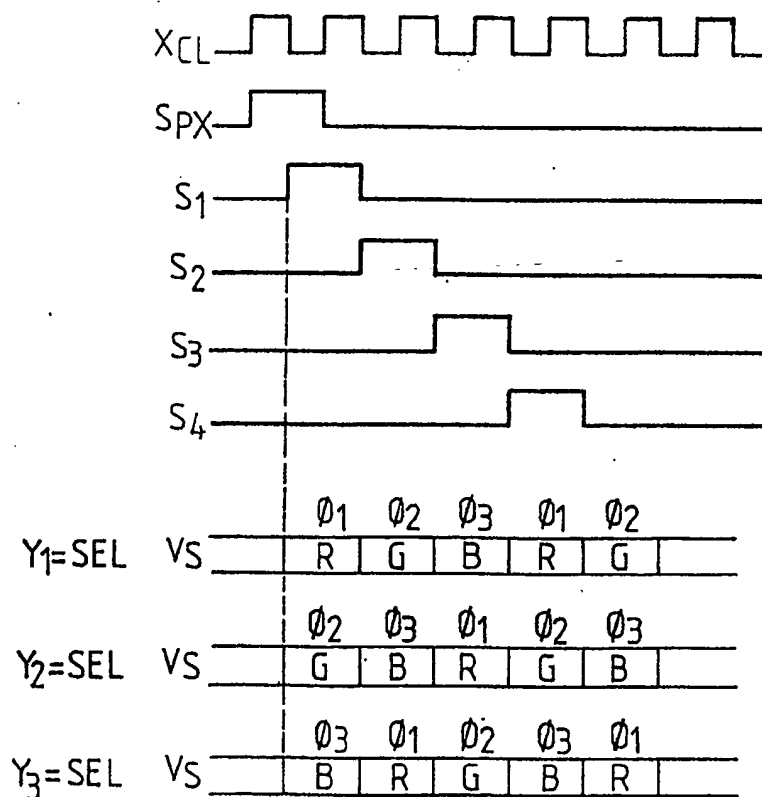 XCL
SPX
S1
S2
S3
S4
Ø1 Ø2 Ø3 Ø1 Ø2
Y1=SEL VS R G B R G
Ø2 Ø3 Ø1 Ø2 Ø3
Y2=SEL VS G B R G B
Ø3 Ø1 Ø2 Ø3 Ø1
Y3=SEL VS B R G B R